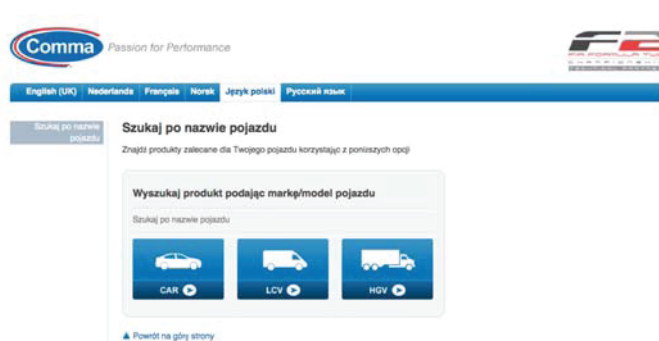 Comma Passion for Performance
F2
English (UK) Nederlands Français Norsk Język polski Русский язык
Szukaj po nazwie
pojazdu
Szukaj po nazwie pojazdu
Znajdź produkty zalecane dla Twojego pojazdu korzystając z poniższych opcji
Wyszukaj produkt podając markę/model pojazdu
Szukaj po nazwie pojazdu
CAR LCV HGV
Powrót na górę strony